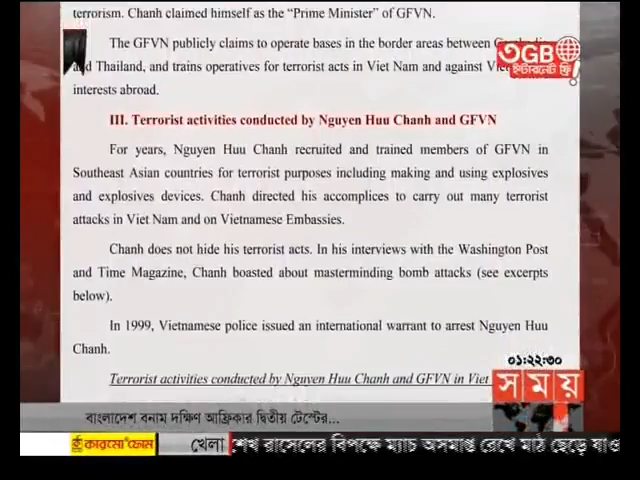 terrorism. Chanh claimed himself as the “Prime Minister” of GFVN.
The GFVN publicly claims to operate bases in the border areas between
and Thailand, and trains operatives for terrorist acts in Viet Nam and against
interests abroad.
৩GB
ইন্টারনেট ফ্রি!
III. Terrorist activities conducted by Nguyen Huu Chanh and GFVN
For years, Nguyen Huu Chanh recruited and trained members of GFVN in
Southeast Asian countries for terrorist purposes including making and using explosives
and explosives devices. Chanh directed his accomplices to carry out many terrorist
attacks in Viet Nam and on Vietnamese Embassies.
Chanh does not hide his terrorist acts. In his interviews with the Washington Post
and Time Magazine, Chanh boasted about masterminding bomb attacks (see excerpts
below).
In 1999, Vietnamese police issued an international warrant to arrest Nguyen Huu
Chanh.
Terrorist activities conducted by Nguyen Huu Chanh and GFVN in Viet
০১:২২:৩০
সময়
বাংলাদেশ বনাম দক্ষিণ আফ্রিকার দ্বিতীয় টেস্টের...
খেলা শেখ রাসেলের বিপক্ষে ম্যাচ অসমাপ্ত রেখে মাঠ ছেড়ে যাও